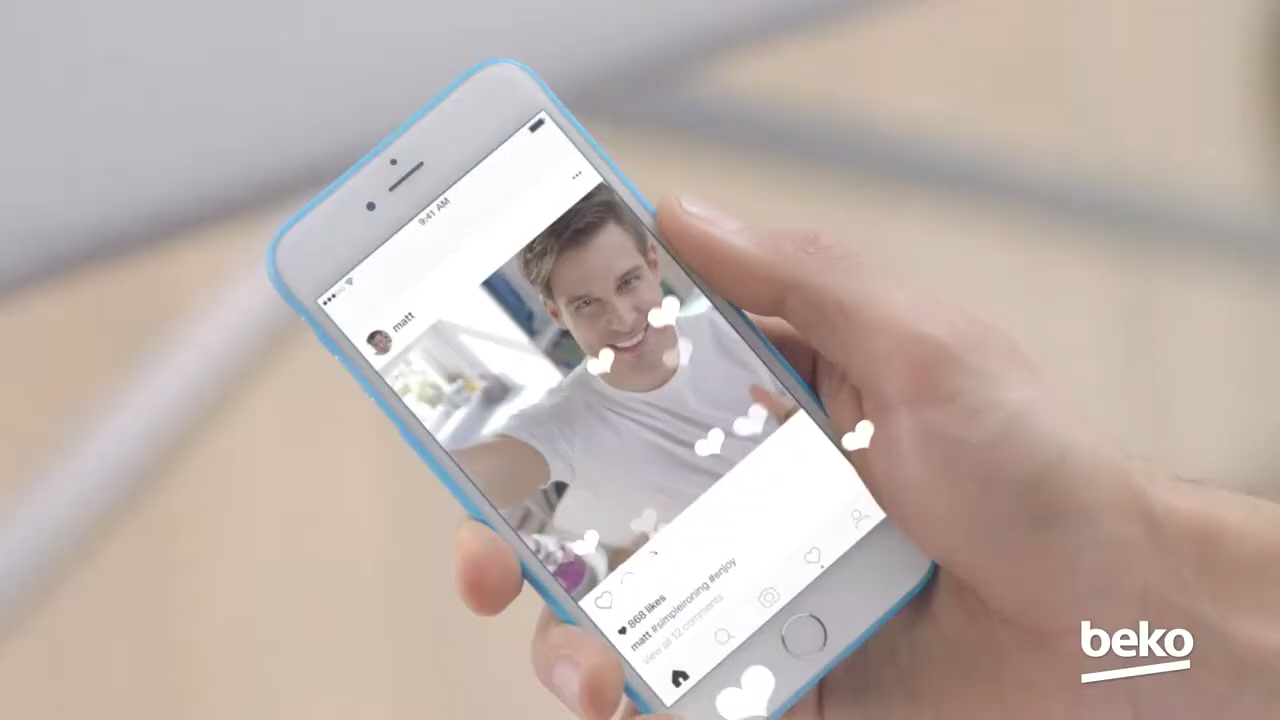 9:41 AM
matt
868 likes
matt #simpleironing #enjoy
view all 12 comments
beko